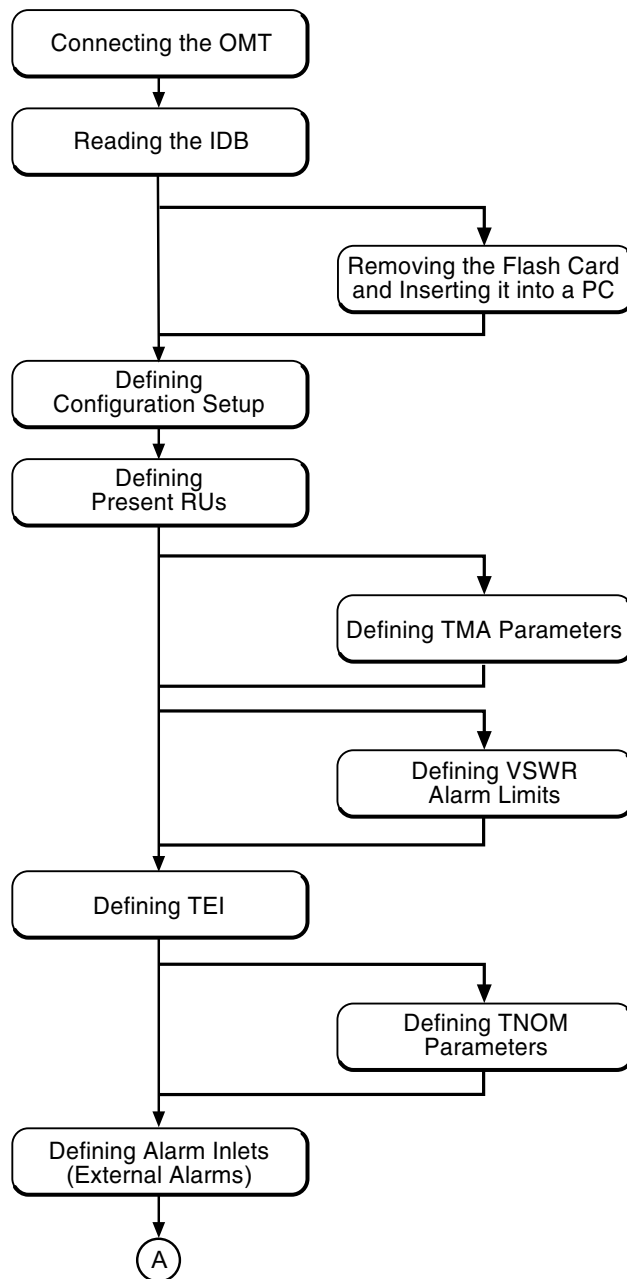 Connecting the OMT
Reading the IDB
Removing the Flash Card
and Inserting it into a PC
Defining
Configuration Setup
Defining
Present RUs
Defining TMA Parameters
Defining VSWR
Alarm Limits
Defining TEI
Defining TNOM
Parameters
Defining Alarm Inlets
(External Alarms)
A